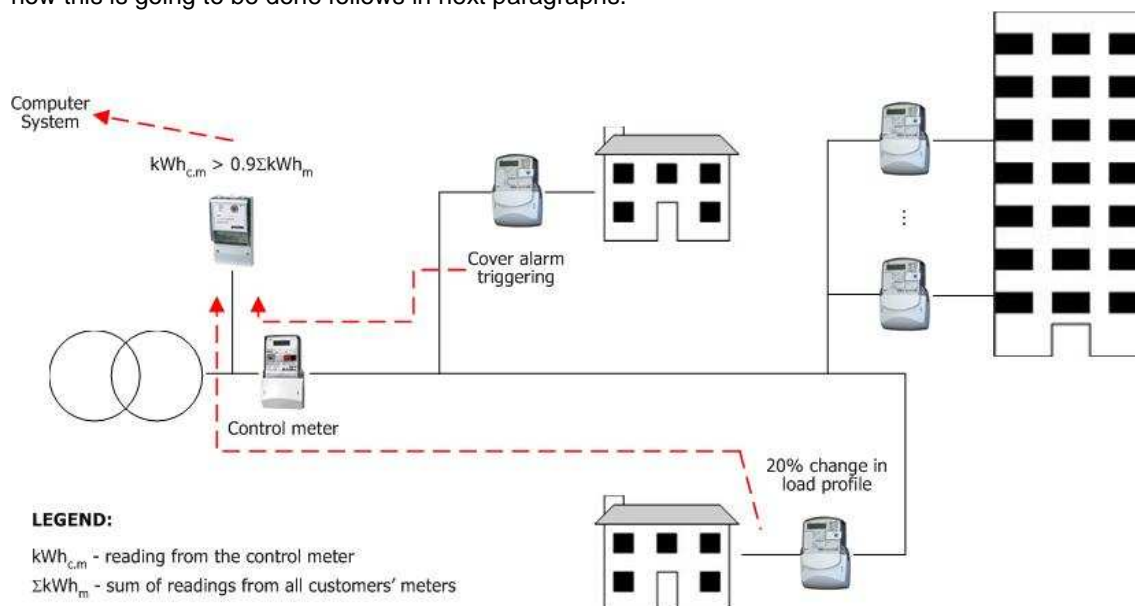 how this is going to be done follows in next paragraphs.
Computer
System
kWhc.m > 0.9ΣkWhm
Cover alarm
triggering
⋮
Control meter
20% change in
load profile
LEGEND:
kWhc.m - reading from the control meter
ΣkWhm - sum of readings from all customers' meters